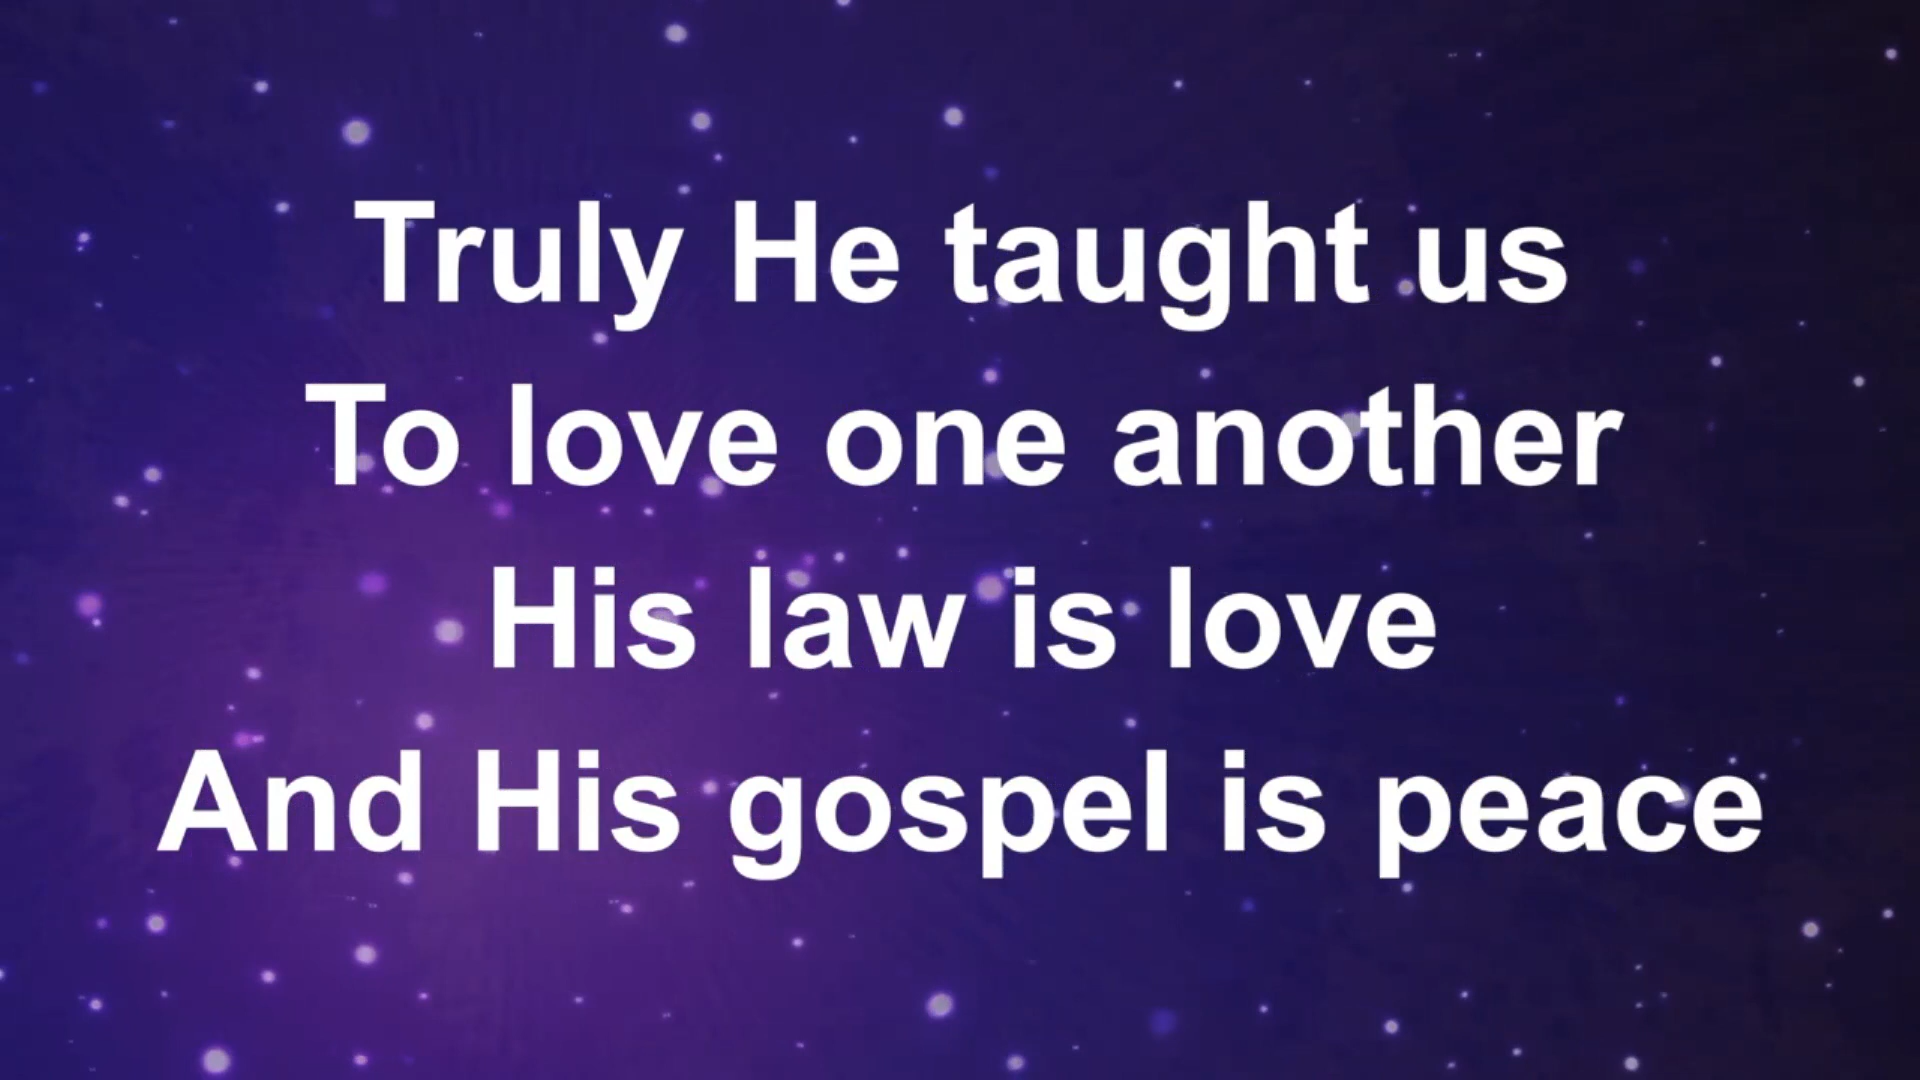 Truly He taught us
To love one another
His law is love
And His gospel is peace